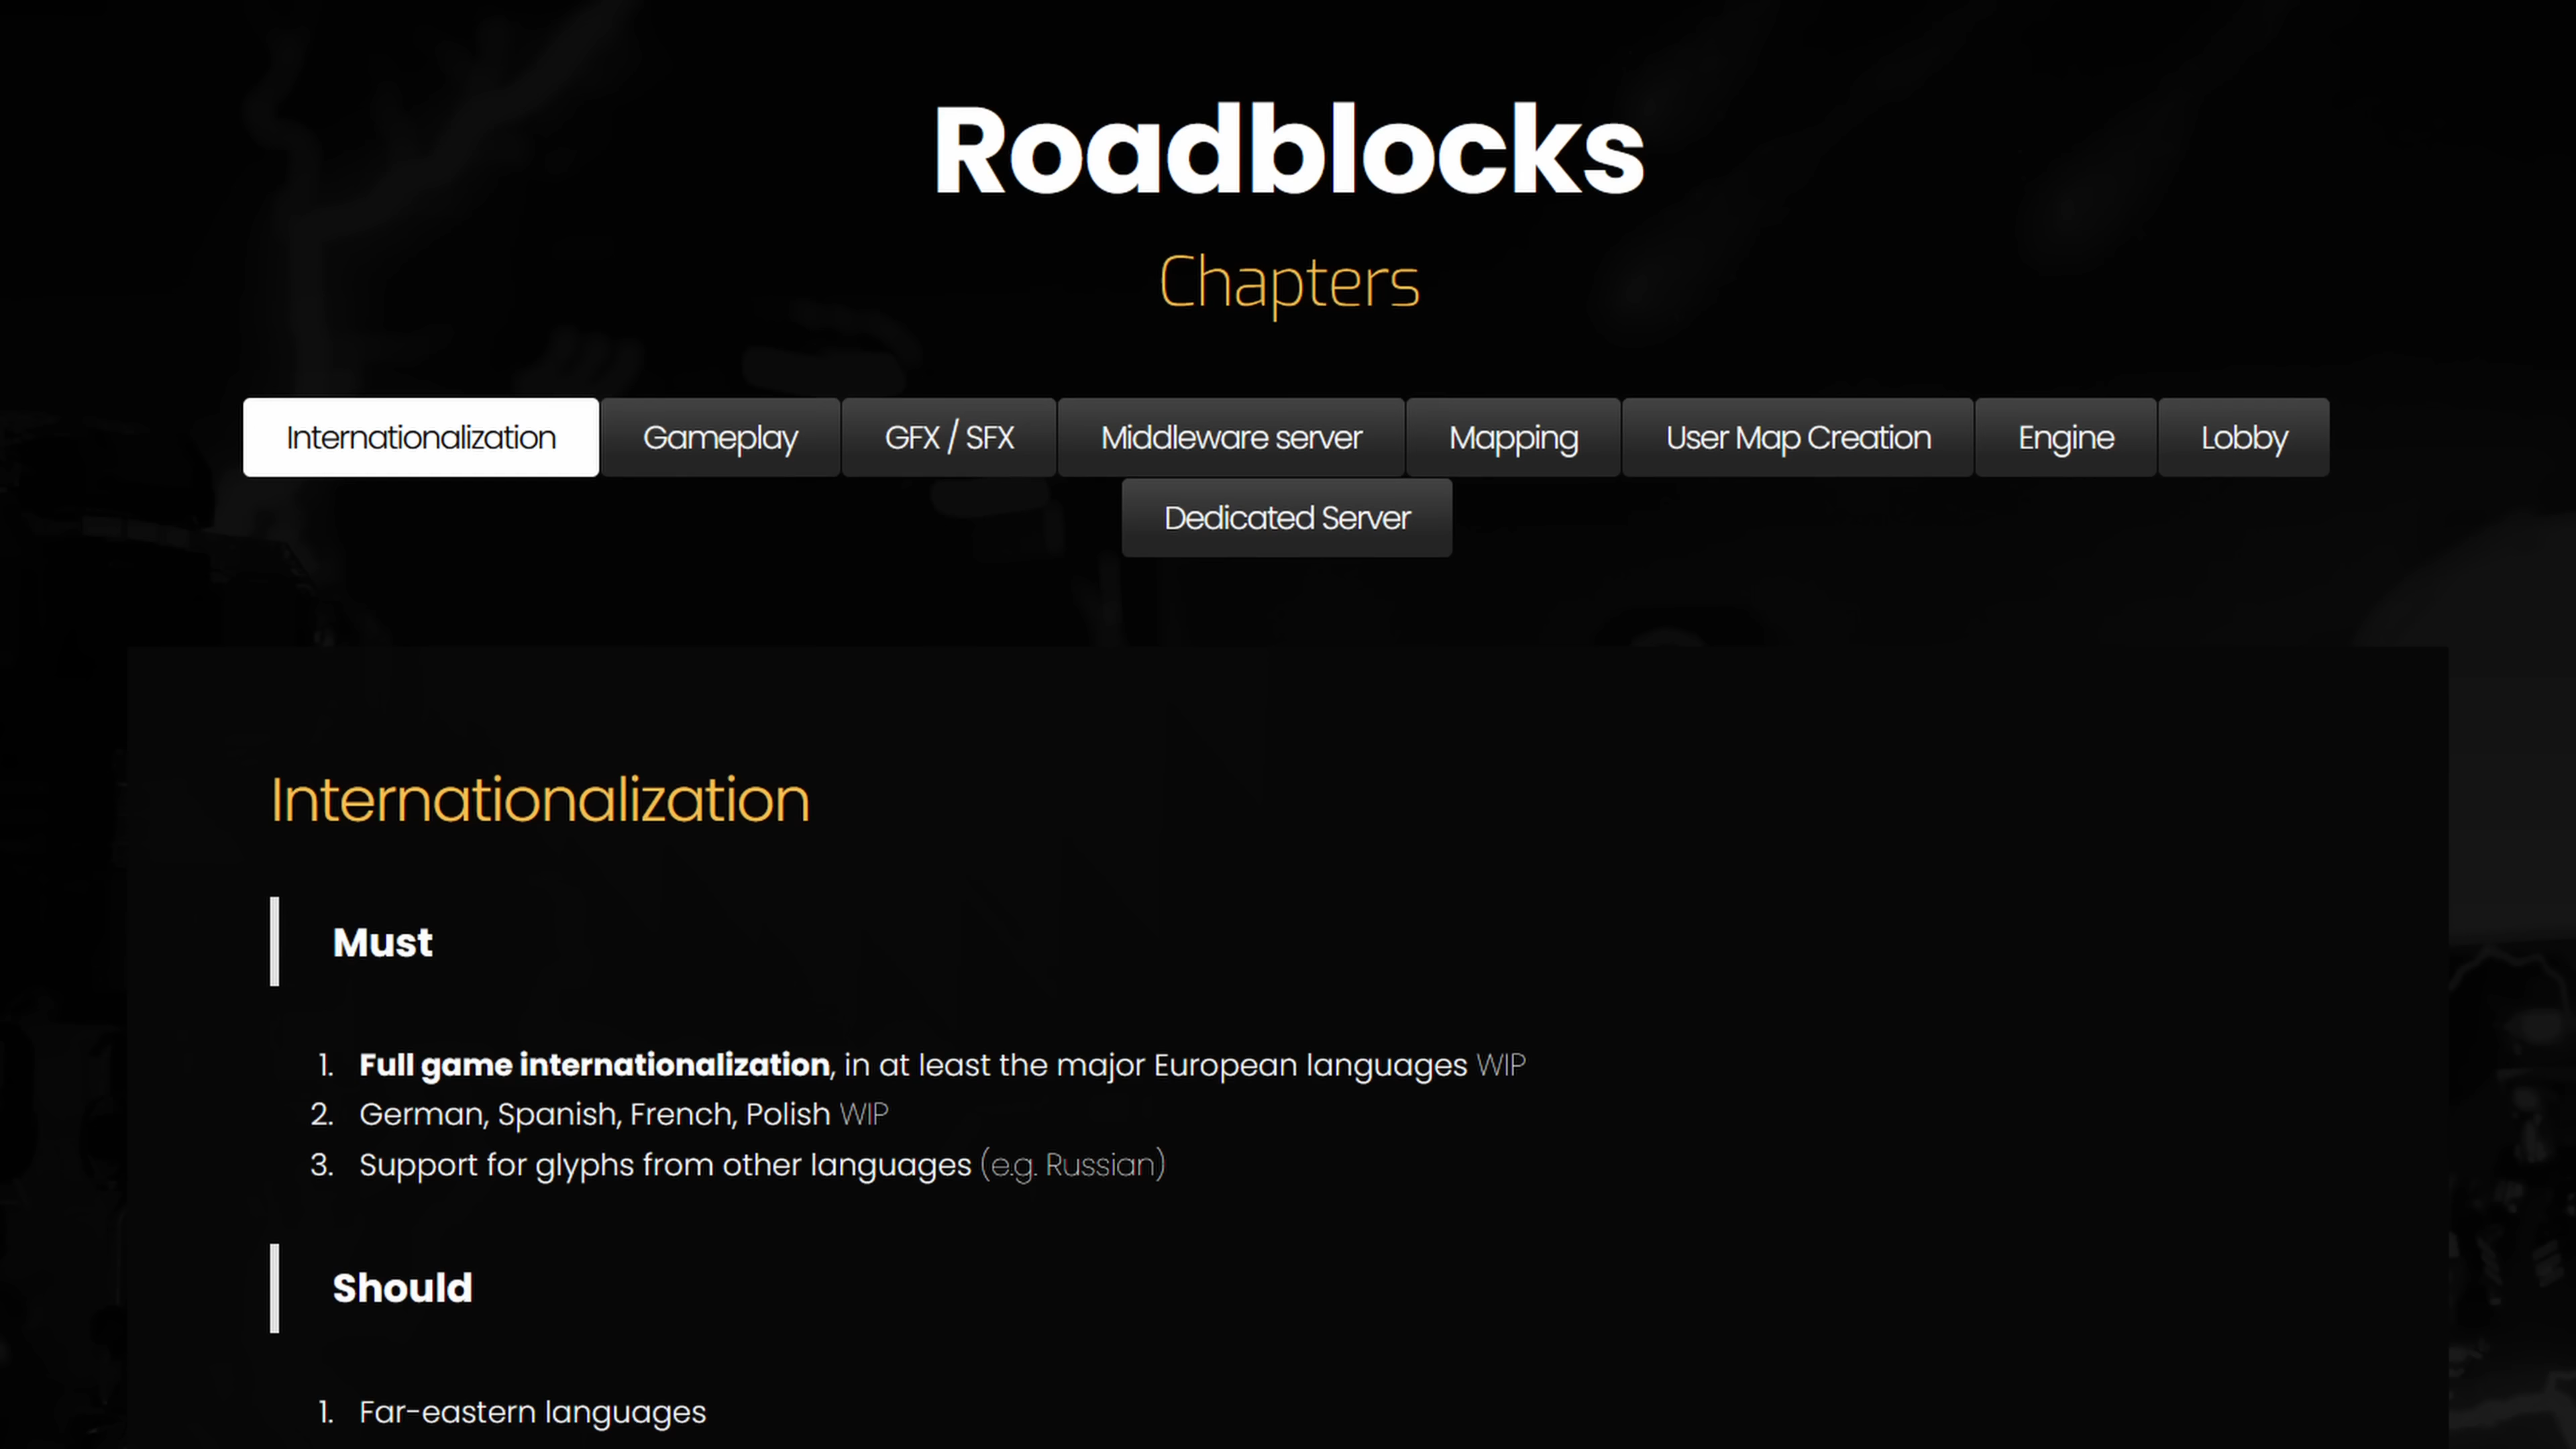 Roadblocks
Chapters
Internationalization Gameplay GFX / SFX Middleware server Mapping User Map Creation Engine Lobby
Dedicated Server
Internationalization
Must
1. Full game internationalization, in at least the major European languages WIP
2. German, Spanish, French, Polish WIP
3. Support for glyphs from other languages (e.g. Russian)
Should
1. Far-eastern languages